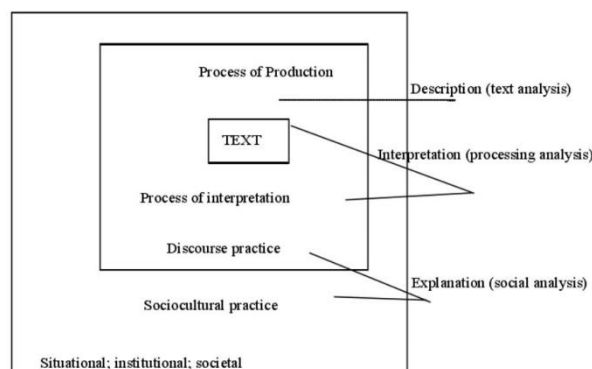 Process of Production
Description (text analysis)
TEXT
Interpretation (processing analysis)
Process of interpretation
Discourse practice
Explanation (social analysis)
Sociocultural practice
Situational; institutional; societal